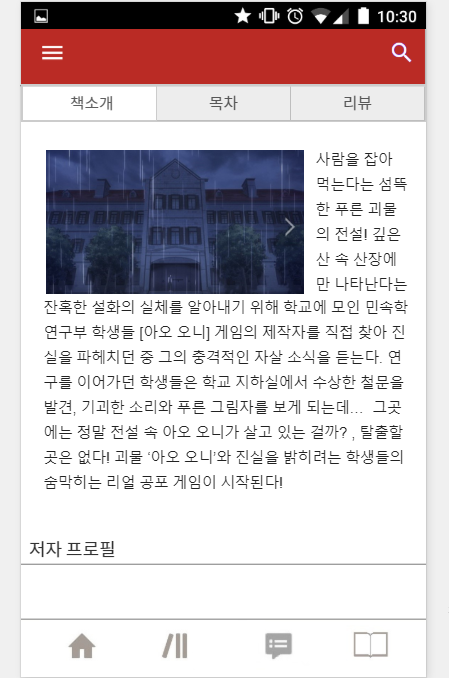 10:30
책소개
목차
리뷰
사람을 잡아
먹는다는 섬뜩
한 푸른 괴물
의 전설! 깊은
산 속 산장에
만 나타난다는
잔혹한 설화의 실체를 알아내기 위해 학교에 모인 민속학
연구부 학생들 [아오 오니] 게임의 제작자를 직접 찾아 진
실을 파헤치던 중 그의 충격적인 자살 소식을 듣는다. 연
구를 이어가던 학생들은 학교 지하실에서 수상한 철문을
발견, 기괴한 소리와 푸른 그림자를 보게 되는데… 그곳
에는 정말 전설 속 아오 오니가 살고 있는 걸까? , 탈출할
곳은 없다! 괴물 ‘아오 오니’와 진실을 밝히려는 학생들의
숨막히는 리얼 공포 게임이 시작된다!
저자 프로필